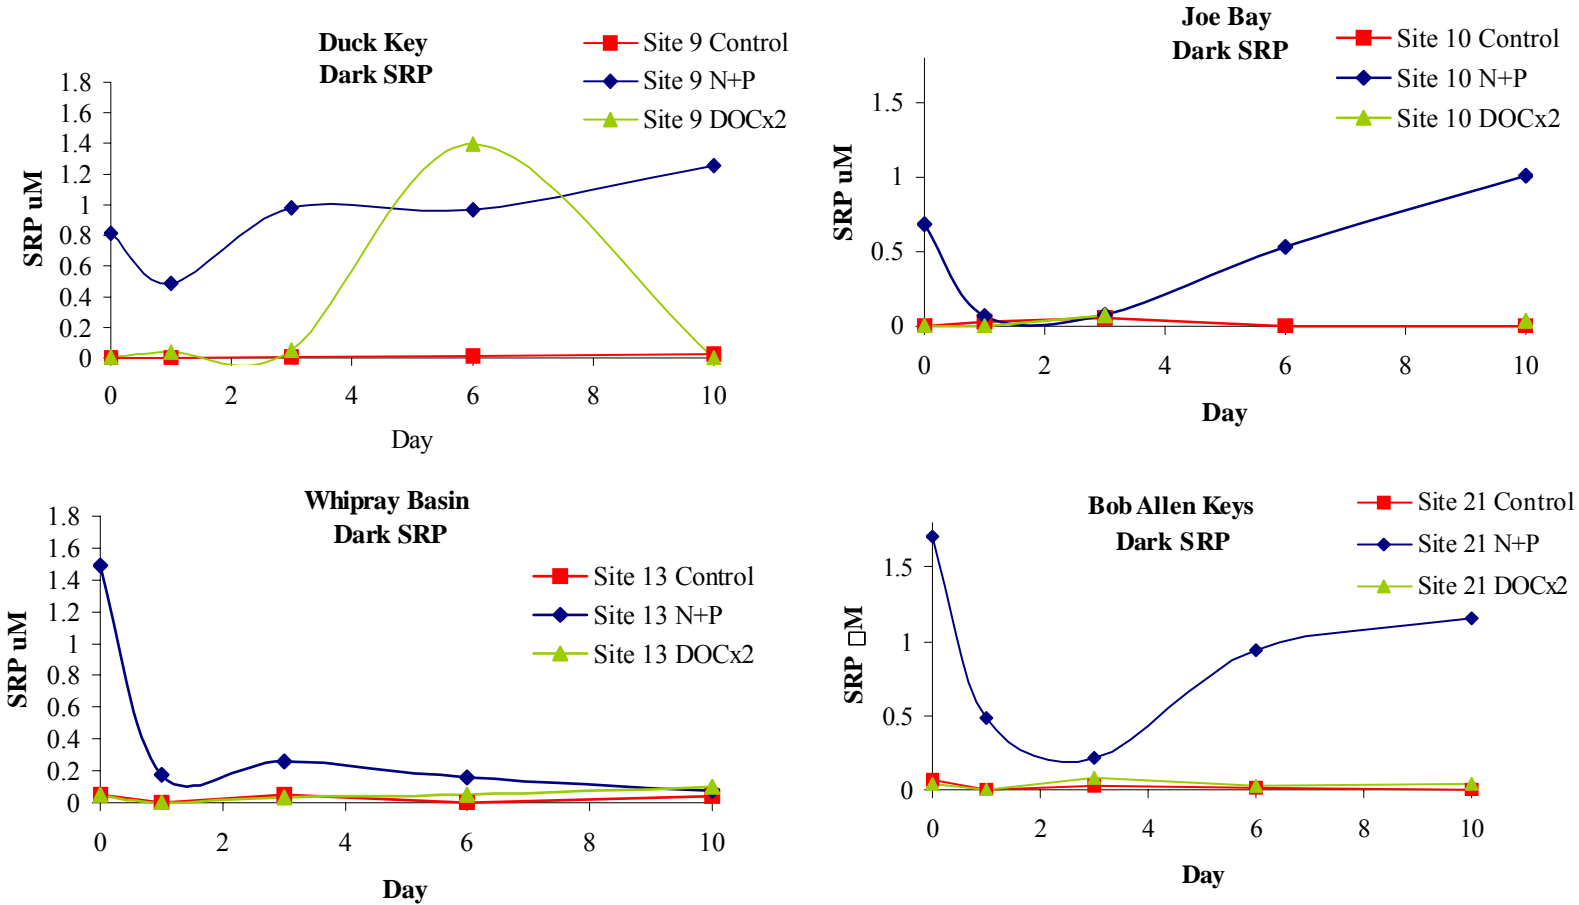 Duck Key
Dark SRP
Site 9 Control
Site 9 N+P
Site 9 DOCx2
SRP uM
1.8
1.6
1.4
1.2
1
0.8
0.6
0.4
0.2
0
0 2 4 6 8 10
Day
Joe Bay
Dark SRP
Site 10 Control
Site 10 N+P
Site 10 DOCx2
SRP uM
1.5
1
0.5
0
0 2 4 6 8 10
Day
Whipray Basin
Dark SRP
Site 13 Control
Site 13 N+P
Site 13 DOCx2
SRP uM
1.8
1.6
1.4
1.2
1
0.8
0.6
0.4
0.2
0
0 2 4 6 8 10
Day
Bob Allen Keys
Dark SRP
Site 21 Control
Site 21 N+P
Site 21 DOCx2
SRP □M
1.5
1
0.5
0
0 2 4 6 8 10
Day